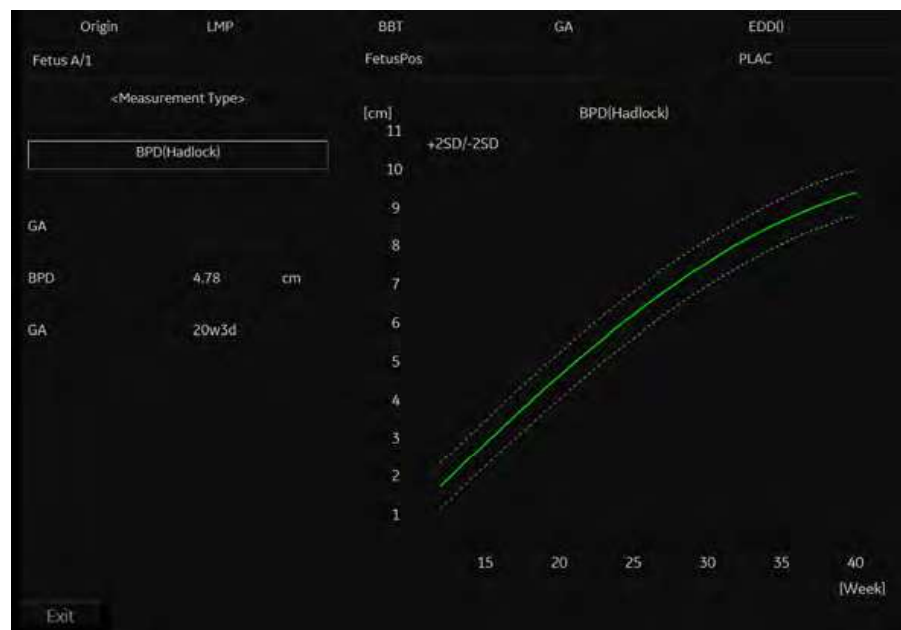 Origin LMP BBT GA EDD()
Fetus A/1 FetusPos PLAC
<Measurement Type>
BPD(Hadlock)
GA
BPD 4.78 cm
GA 20w3d
[cm] BPD(Hadlock)
+2SD/-2SD
11
10
9
8
7
6
5
4
3
2
1
15 20 25 30 35 40
[Week]
Exit